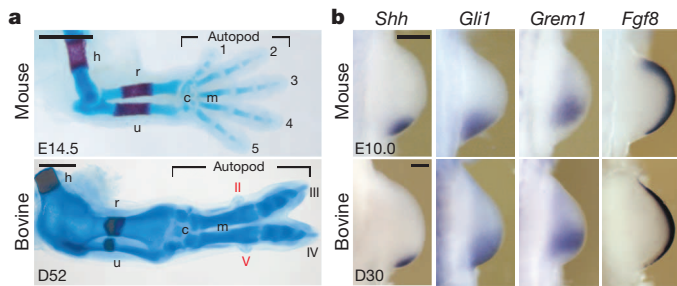 a
Mouse
Autopod
1
2
3
4
5
h
r
u
c
m
E14.5
Bovine
Autopod
h
r
u
c
m
II
III
IV
V
D52
b
Shh Gli1 Grem1 Fgf8
Mouse
E10.0
Bovine
D30